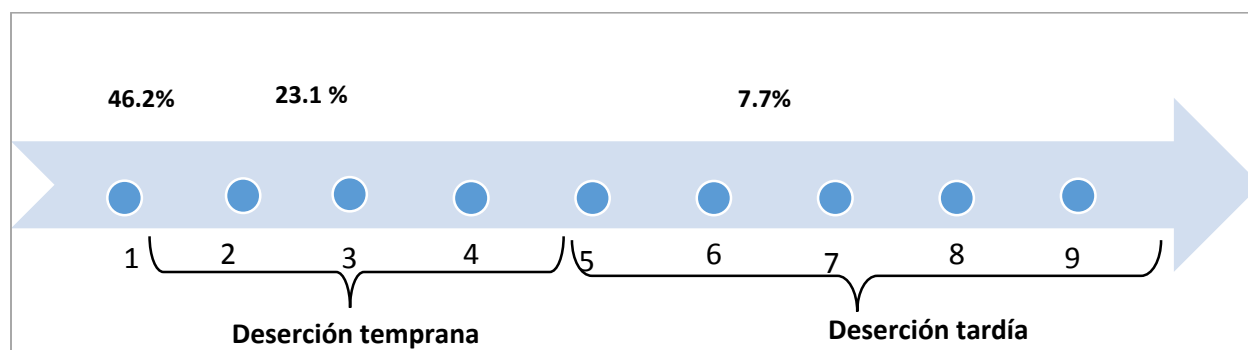 46.2% 23.1 % 7.7%
1 2 3 4 5 6 7 8 9
Deserción temprana Deserción tardía